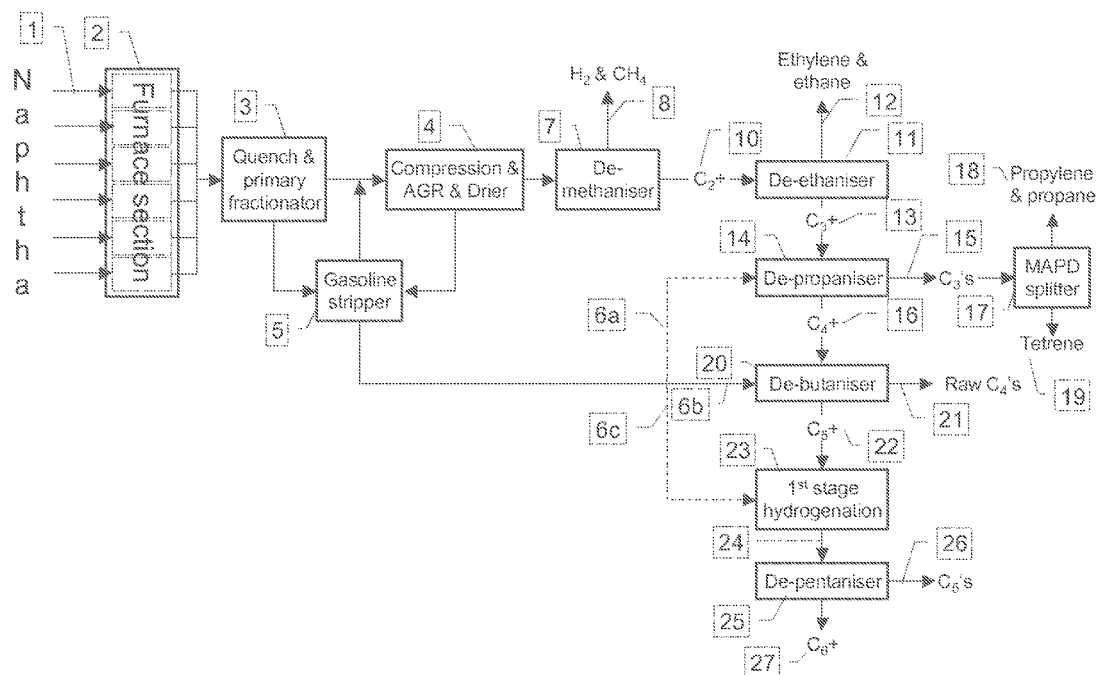 1
2
Naphtha
Furnace section
3
Quench &
primary
fractionator
4
Compression &
AGR & Drier
5
Gasoline
stripper
7
De-
methaniser
H₂ & CH₄
8
10
C₂+
Ethylene &
ethane
12
11
De-ethaniser
C₃+
13
14
De-propaniser
15
C₃'s
18
Propylene
& propane
MAPD
splitter
17
Tetrene
19
6a
C₄+
16
20
De-butaniser
Raw C₄'s
21
6b
6c
C₅+
22
23
1st stage
hydrogenation
24
De-pentaniser
26
C₅'s
25
27
C₆+